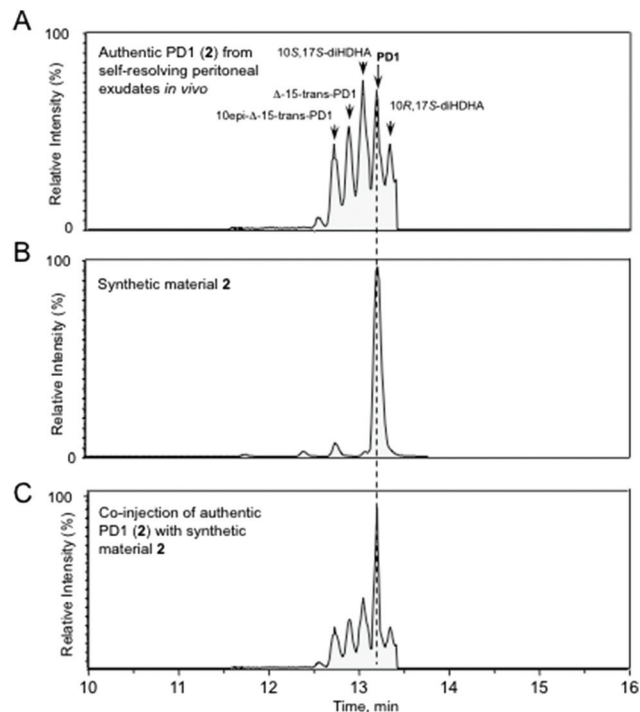 A
100
Relative Intensity (%)
0
Authentic PD1 (2) from
self-resolving peritoneal
exudates in vivo
10S,17S-diHDHA
PD1
Δ-15-trans-PD1
10epi-Δ-15-trans-PD1
10R,17S-diHDHA
B
100
Relative Intensity (%)
0
Synthetic material 2
C
100
Relative Intensity (%)
0
Co-injection of authentic
PD1 (2) with synthetic
material 2
10 11 12 13 14 15 16
Time, min